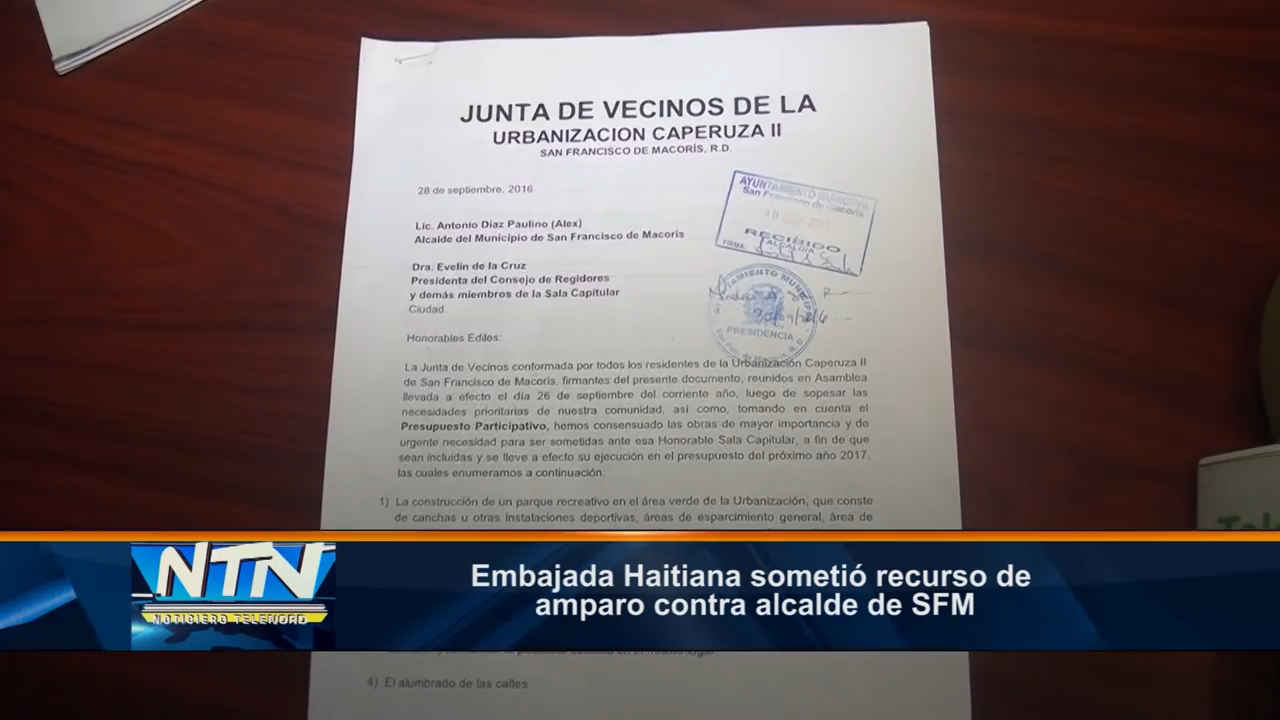 JUNTA DE VECINOS DE LA
URBANIZACION CAPERUZA II
SAN FRANCISCO DE MACORÍS, R.D.
28 de septiembre, 2016.
AYUNTAMIENTO MUNICIPAL
San Francisco de Macorís
RECIBIDO
ALCALDIA
FIRMA:
Lic. Antonio Díaz Paulino (Alex)
Alcalde del Municipio de San Francisco de Macoris
Dra. Evelin de la Cruz
Presidenta del Consejo de Regidores
y demás miembros de la Sala Capitular
Ciudad.
PRESIDENCIA
Honorables Ediles:
La Junta de Vecinos conformada por todos los residentes de la Urbanización Caperuza II
de San Francisco de Macorís, firmantes del presente documento, reunidos en Asamblea
llevada a efecto el día 26 de septiembre del corriente año, luego de sopesar las
necesidades prioritarias de nuestra comunidad, así como, tomando en cuenta el
Presupuesto Participativo, hemos consensuado las obras de mayor importancia y de
urgente necesidad para ser sometidas ante esa Honorable Sala Capitular, a fin de que
sean incluidas y se lleve a efecto su ejecución en el presupuesto del próximo año 2017,
las cuales enumeramos a continuación:
1) La construcción de un parque recreativo en el área verde de la Urbanización, que conste
de canchas u otras instalaciones deportivas, áreas de esparcimiento general, área de
NTN
NOTICIERO TELENORD
Embajada Haitiana sometió recurso de
amparo contra alcalde de SFM
4) El alumbrado de las calles